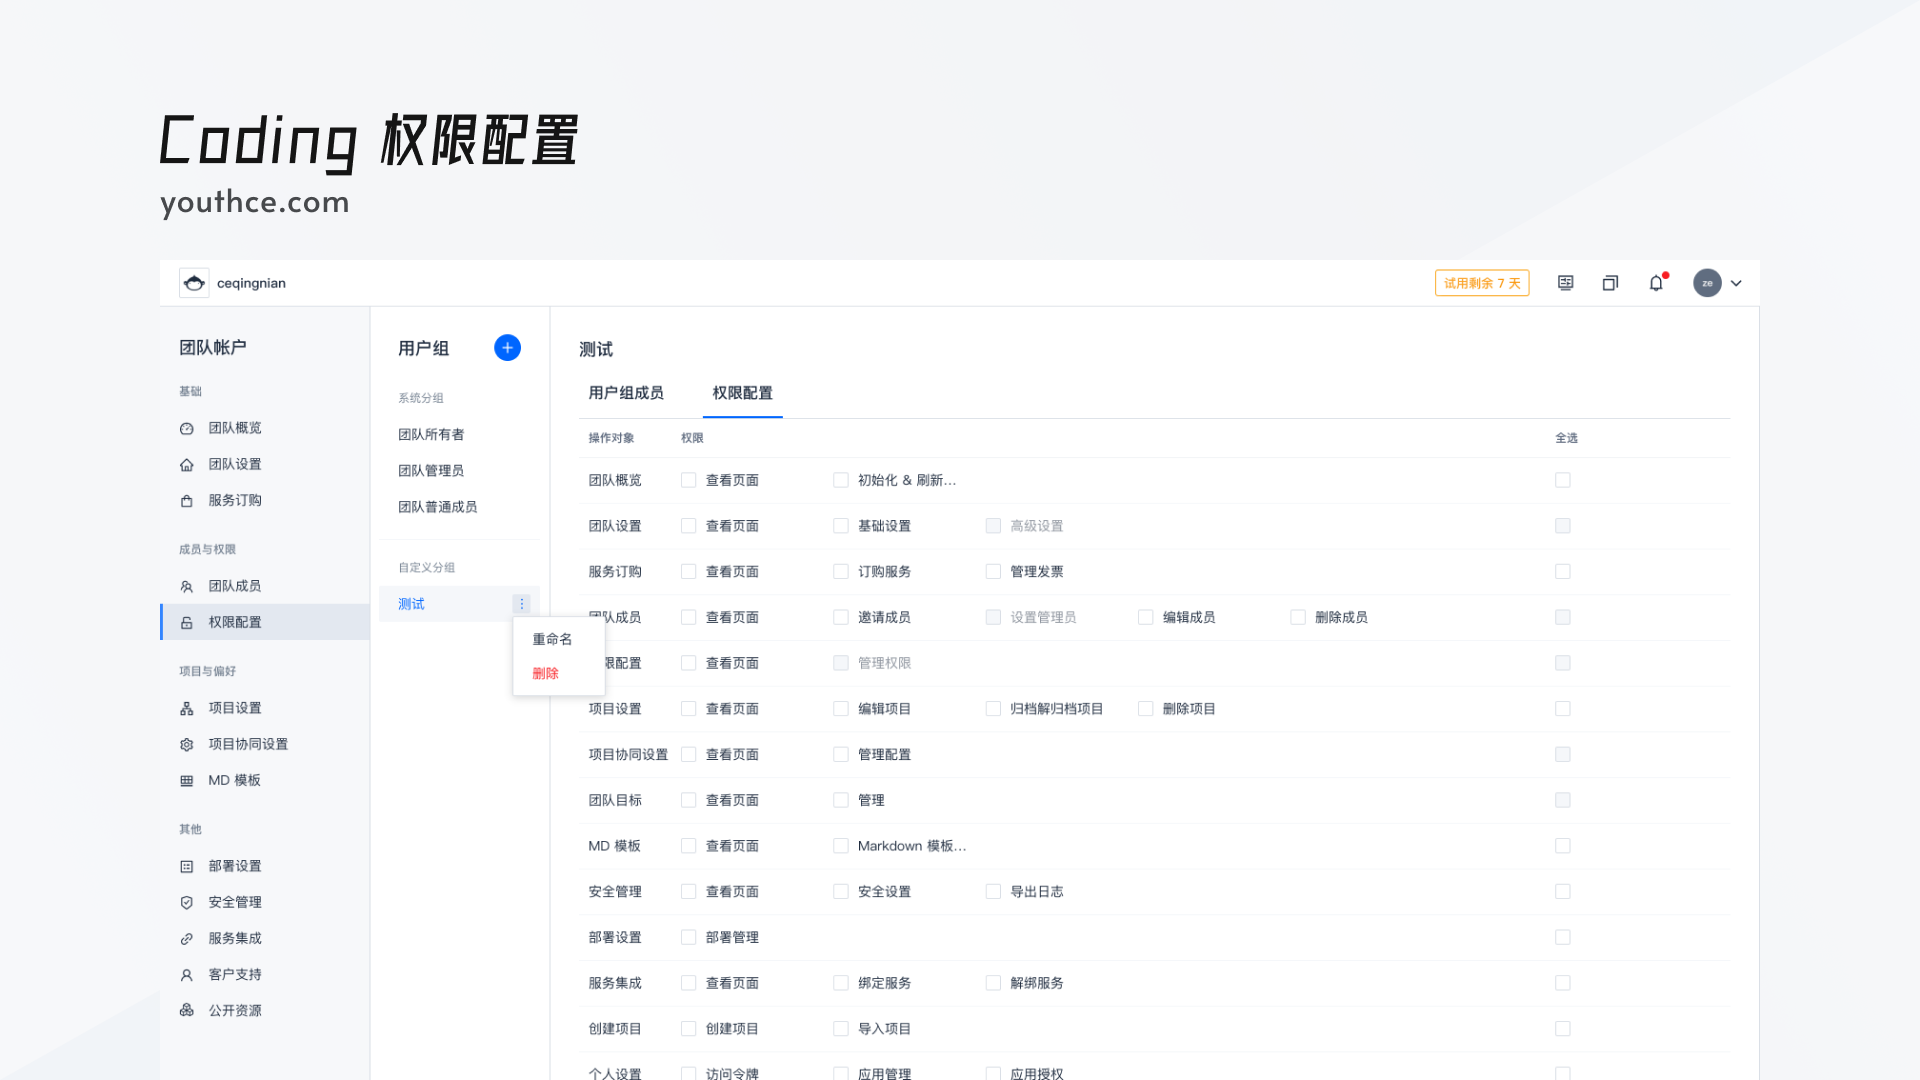 Coding 权限配置
youthce.com
ceqingnian
试用剩余 7 天
ze
团队帐户
基础
团队概览
团队设置
服务订购
成员与权限
团队成员
权限配置
项目与偏好
项目设置
项目协同设置
MD 模板
其他
部署设置
安全管理
服务集成
客户支持
公开资源
用户组
系统分组
团队所有者
团队管理员
团队普通成员
自定义分组
测试
重命名
删除
测试
用户组成员 权限配置
操作对象 权限 全选
团队概览 查看页面 初始化 & 刷新...
团队设置 查看页面 基础设置 高级设置
服务订购 查看页面 订购服务 管理发票
团队成员 查看页面 邀请成员 设置管理员 编辑成员 删除成员
限配置 查看页面 管理权限
项目设置 查看页面 编辑项目 归档解归档项目 删除项目
项目协同设置 查看页面 管理配置
团队目标 查看页面 管理
MD 模板 查看页面 Markdown 模板...
安全管理 查看页面 安全设置 导出日志
部署设置 部署管理
服务集成 查看页面 绑定服务 解绑服务
创建项目 创建项目 导入项目
个人设置 访问令牌 应用管理 应用授权